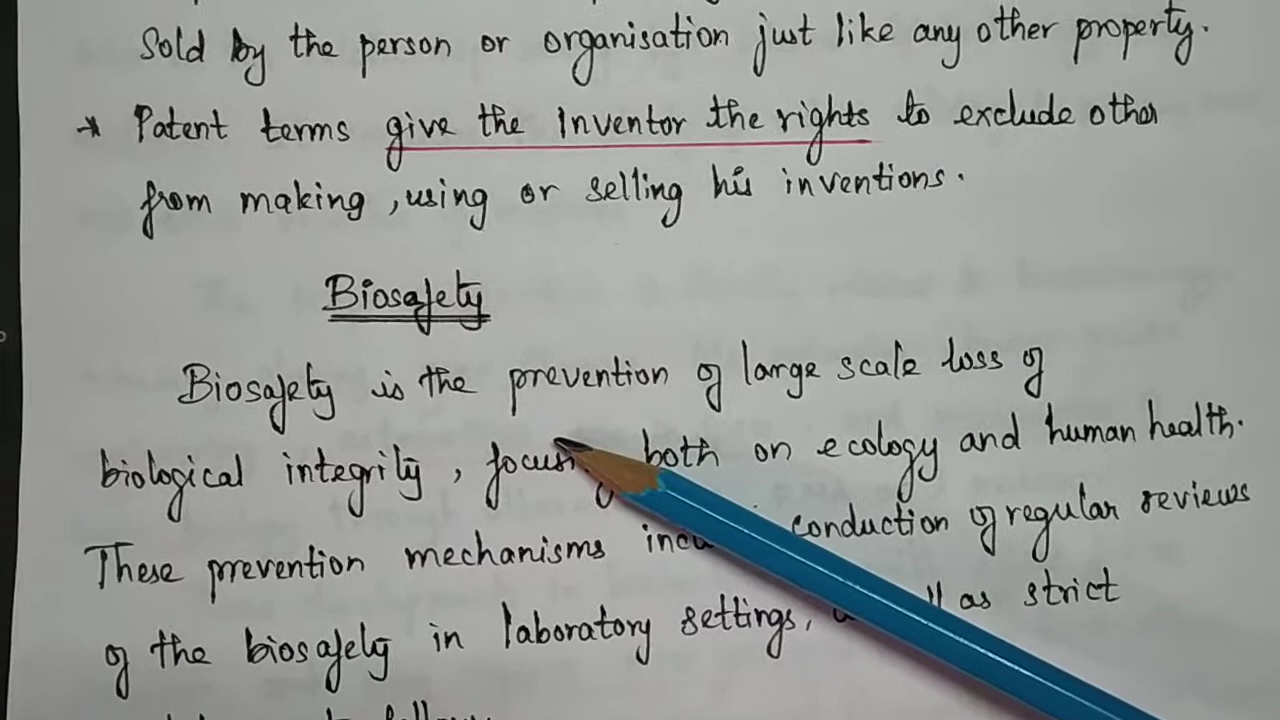 Sold by the person or organisation just like any other property.
* Patent terms give the inventor the rights to exclude other
from making, using or selling his inventions.
Biosafety
Biosafety is the prevention of large scale loss of
biological integrity, both on ecology and human health.
These prevention mechanisms conduction of regular reviews
of the biosafety in laboratory settings, as strict